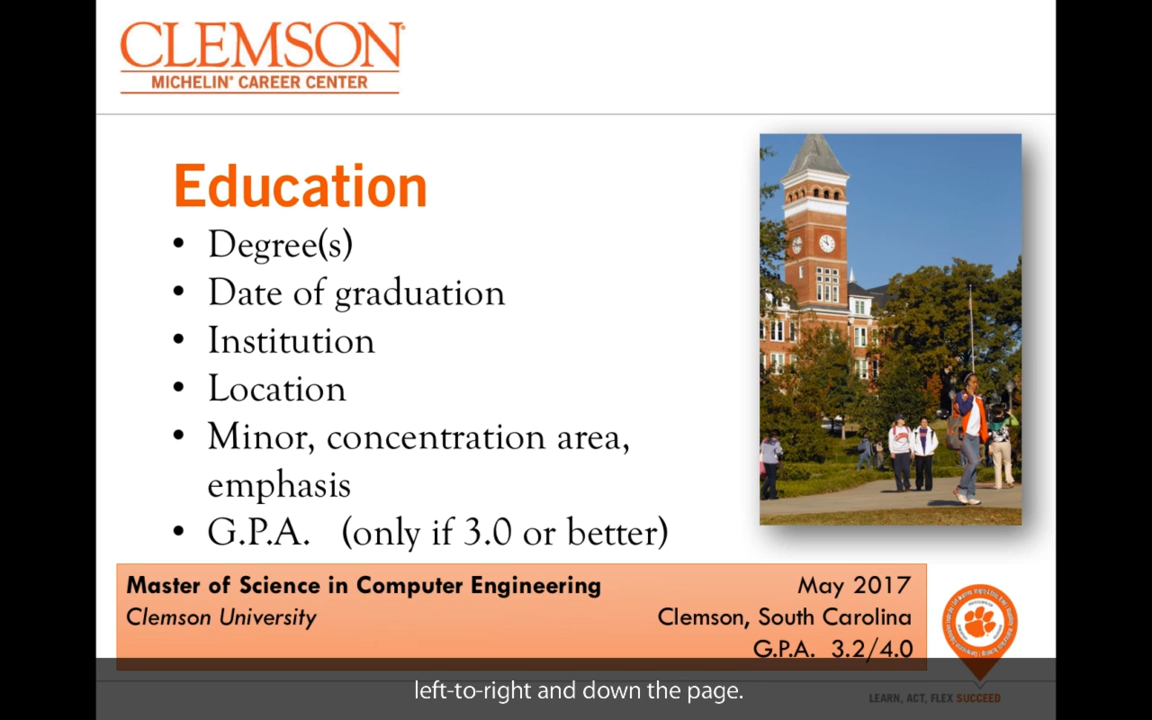 CLEMSON®
MICHELIN® CAREER CENTER
Education
• Degree(s)
• Date of graduation
• Institution
• Location
• Minor, concentration area,
emphasis
• G.P.A. (only if 3.0 or better)
Master of Science in Computer Engineering May 2017
Clemson University Clemson, South Carolina
G.P.A. 3.2/4.0
left-to-right and down the page.
LEARN, ACT, FLEX SUCCEED